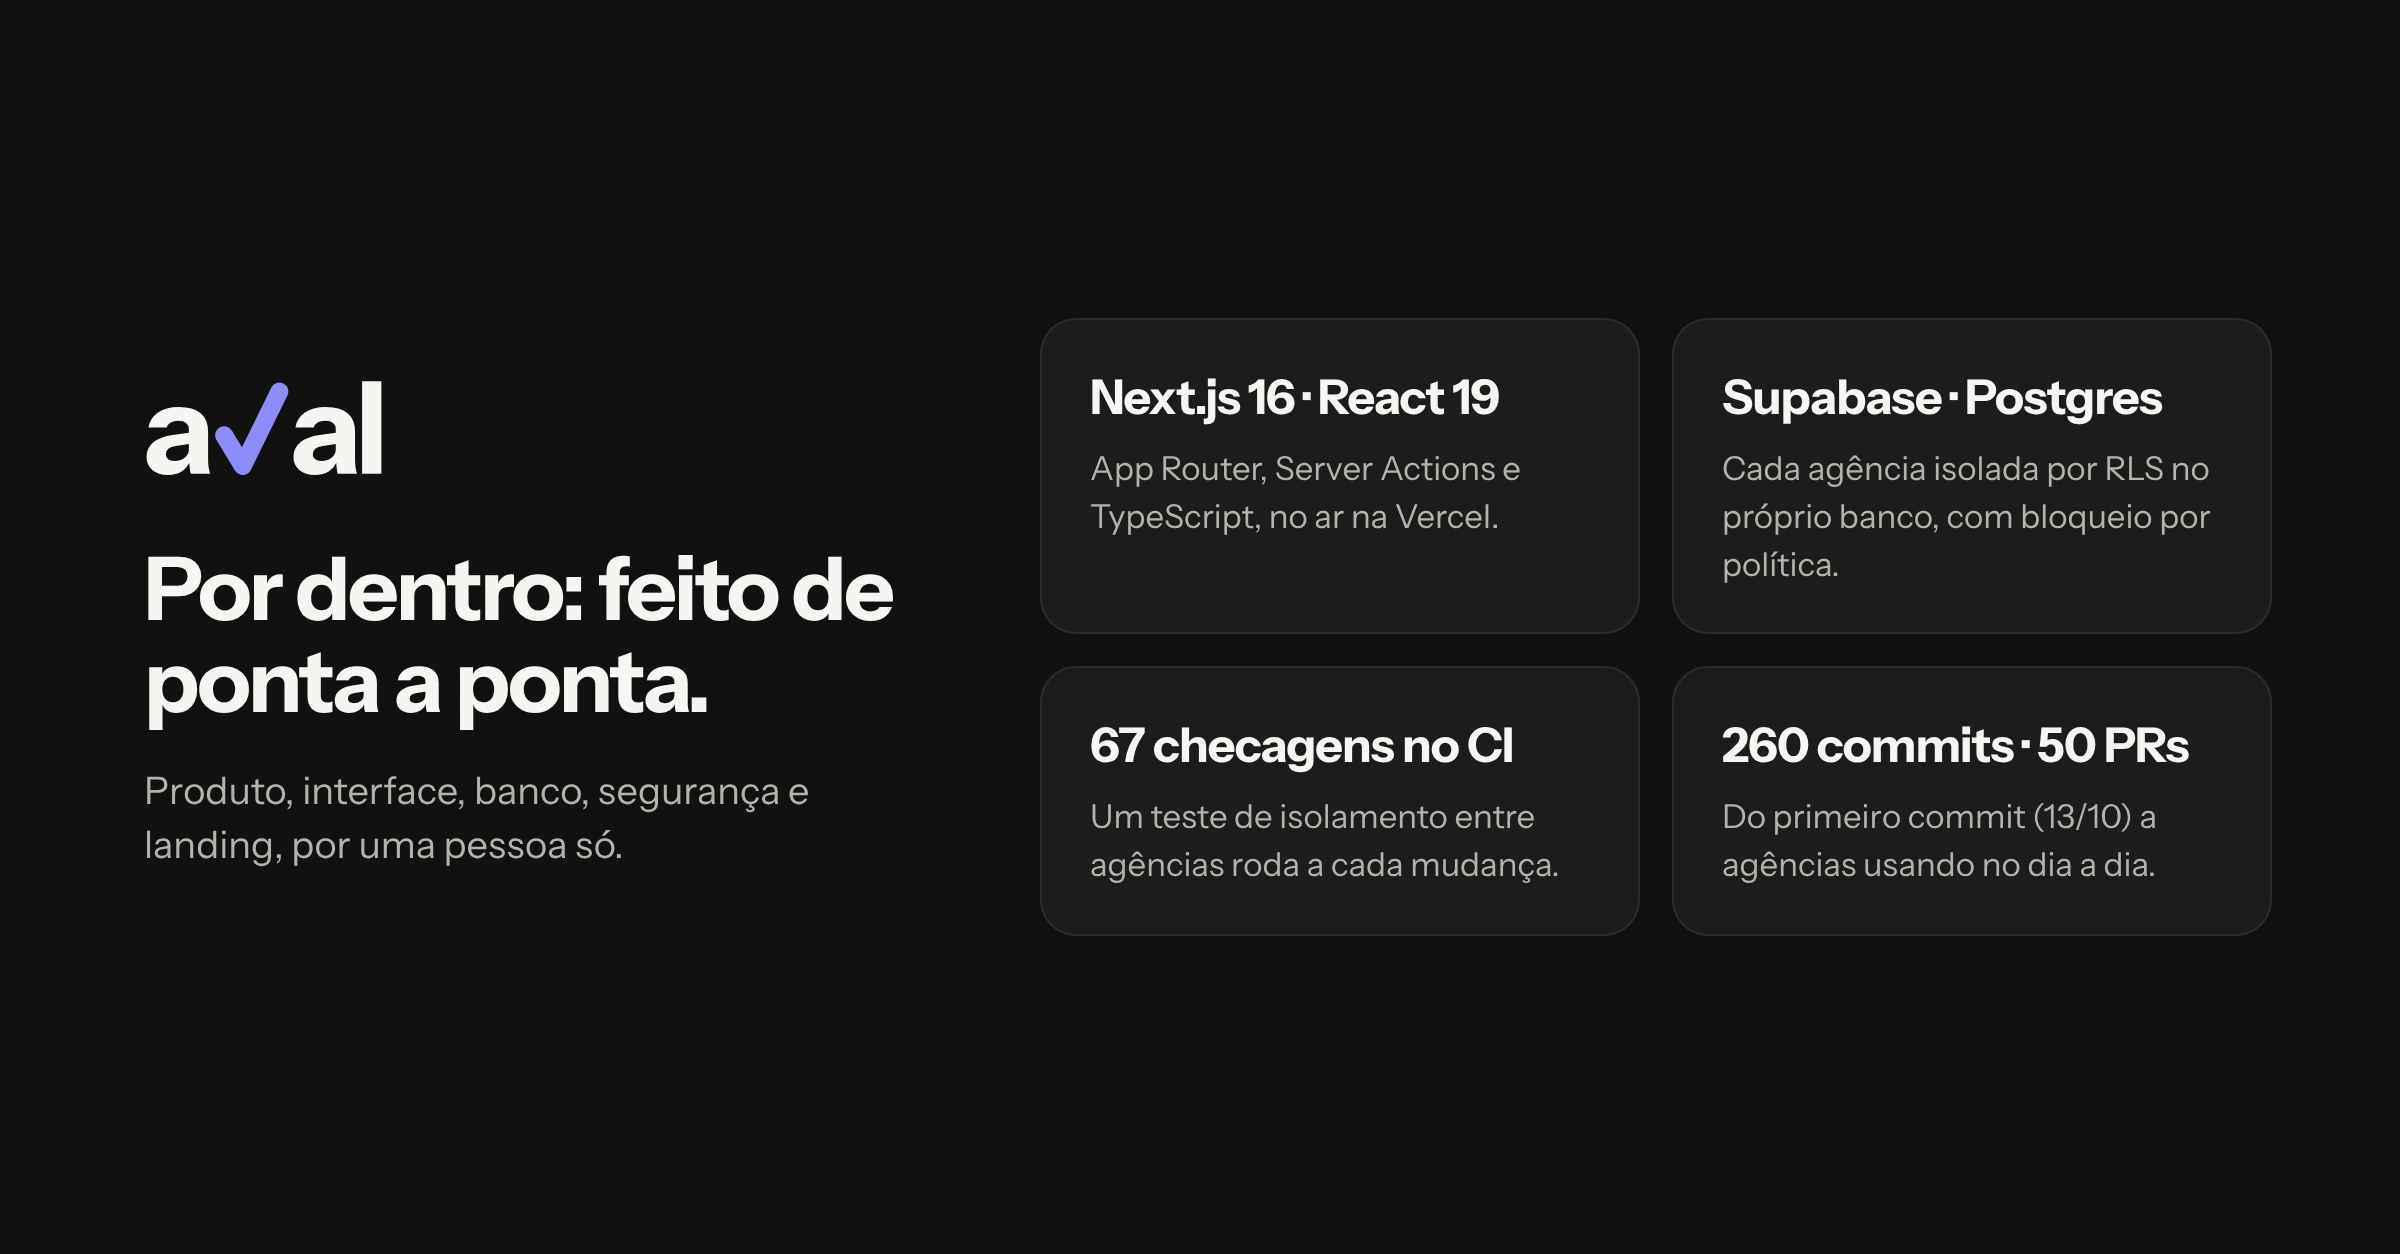 aval
Por dentro: feito de
ponta a ponta.
Produto, interface, banco, segurança e
landing, por uma pessoa só.
Next.js 16 · React 19
App Router, Server Actions e
TypeScript, no ar na Vercel.
Supabase · Postgres
Cada agência isolada por RLS no
próprio banco, com bloqueio por
política.
67 checagens no CI
Um teste de isolamento entre
agências roda a cada mudança.
260 commits · 50 PRs
Do primeiro commit (13/10) a
agências usando no dia a dia.